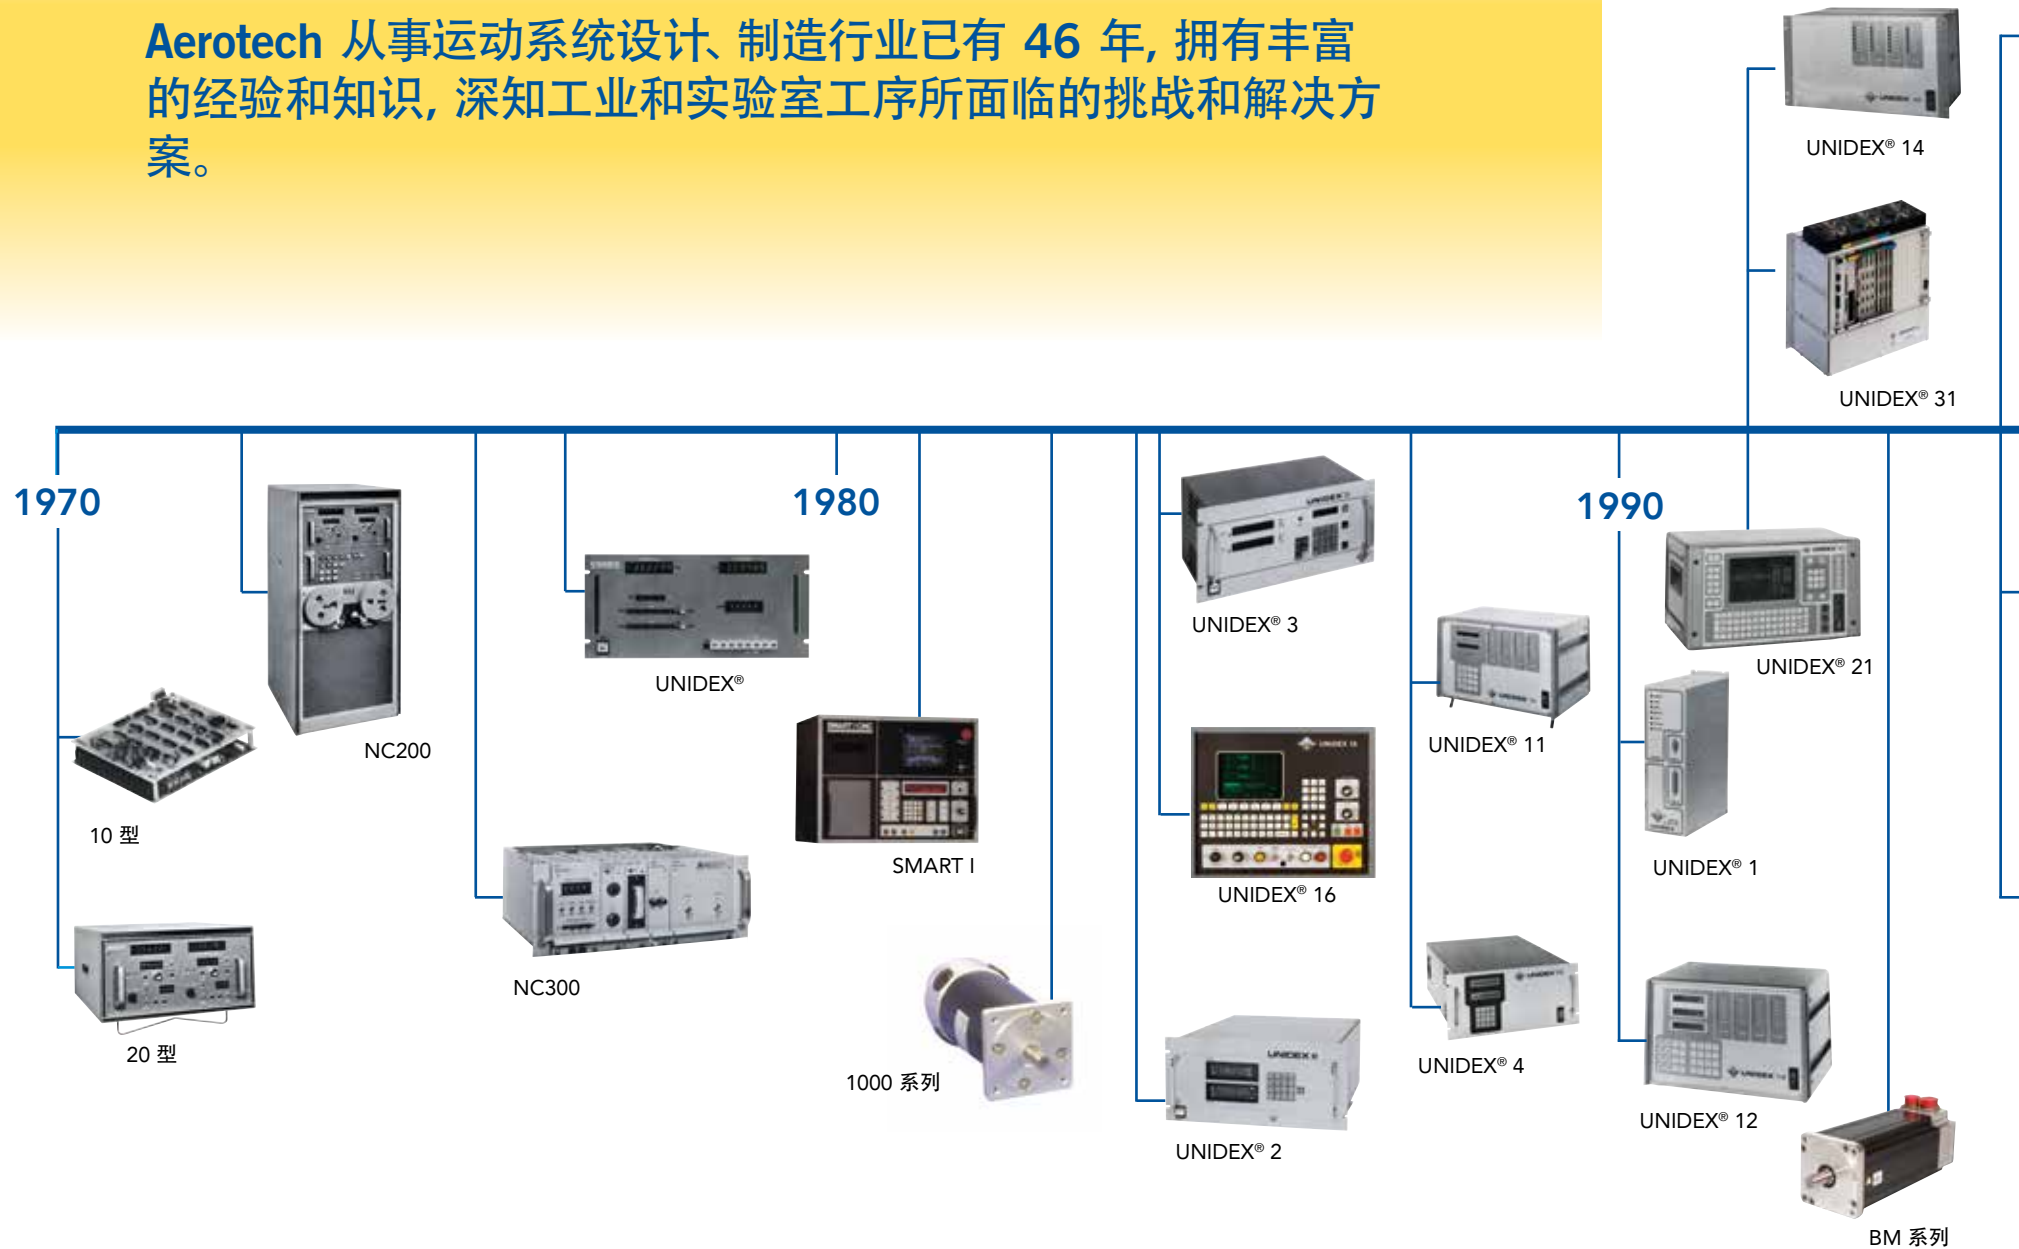 Aerotech 从事运动系统设计、制造行业已有 46 年, 拥有丰富
的经验和知识, 深知工业和实验室工序所面临的挑战和解决方
案。
UNIDEX® 14
UNIDEX® 31
1970
1980
1990
NC200
UNIDEX®
UNIDEX® 3
UNIDEX® 21
10 型
SMART I
UNIDEX® 11
UNIDEX® 16
UNIDEX® 1
NC300
20 型
1000 系列
UNIDEX® 4
UNIDEX® 2
UNIDEX® 12
BM 系列